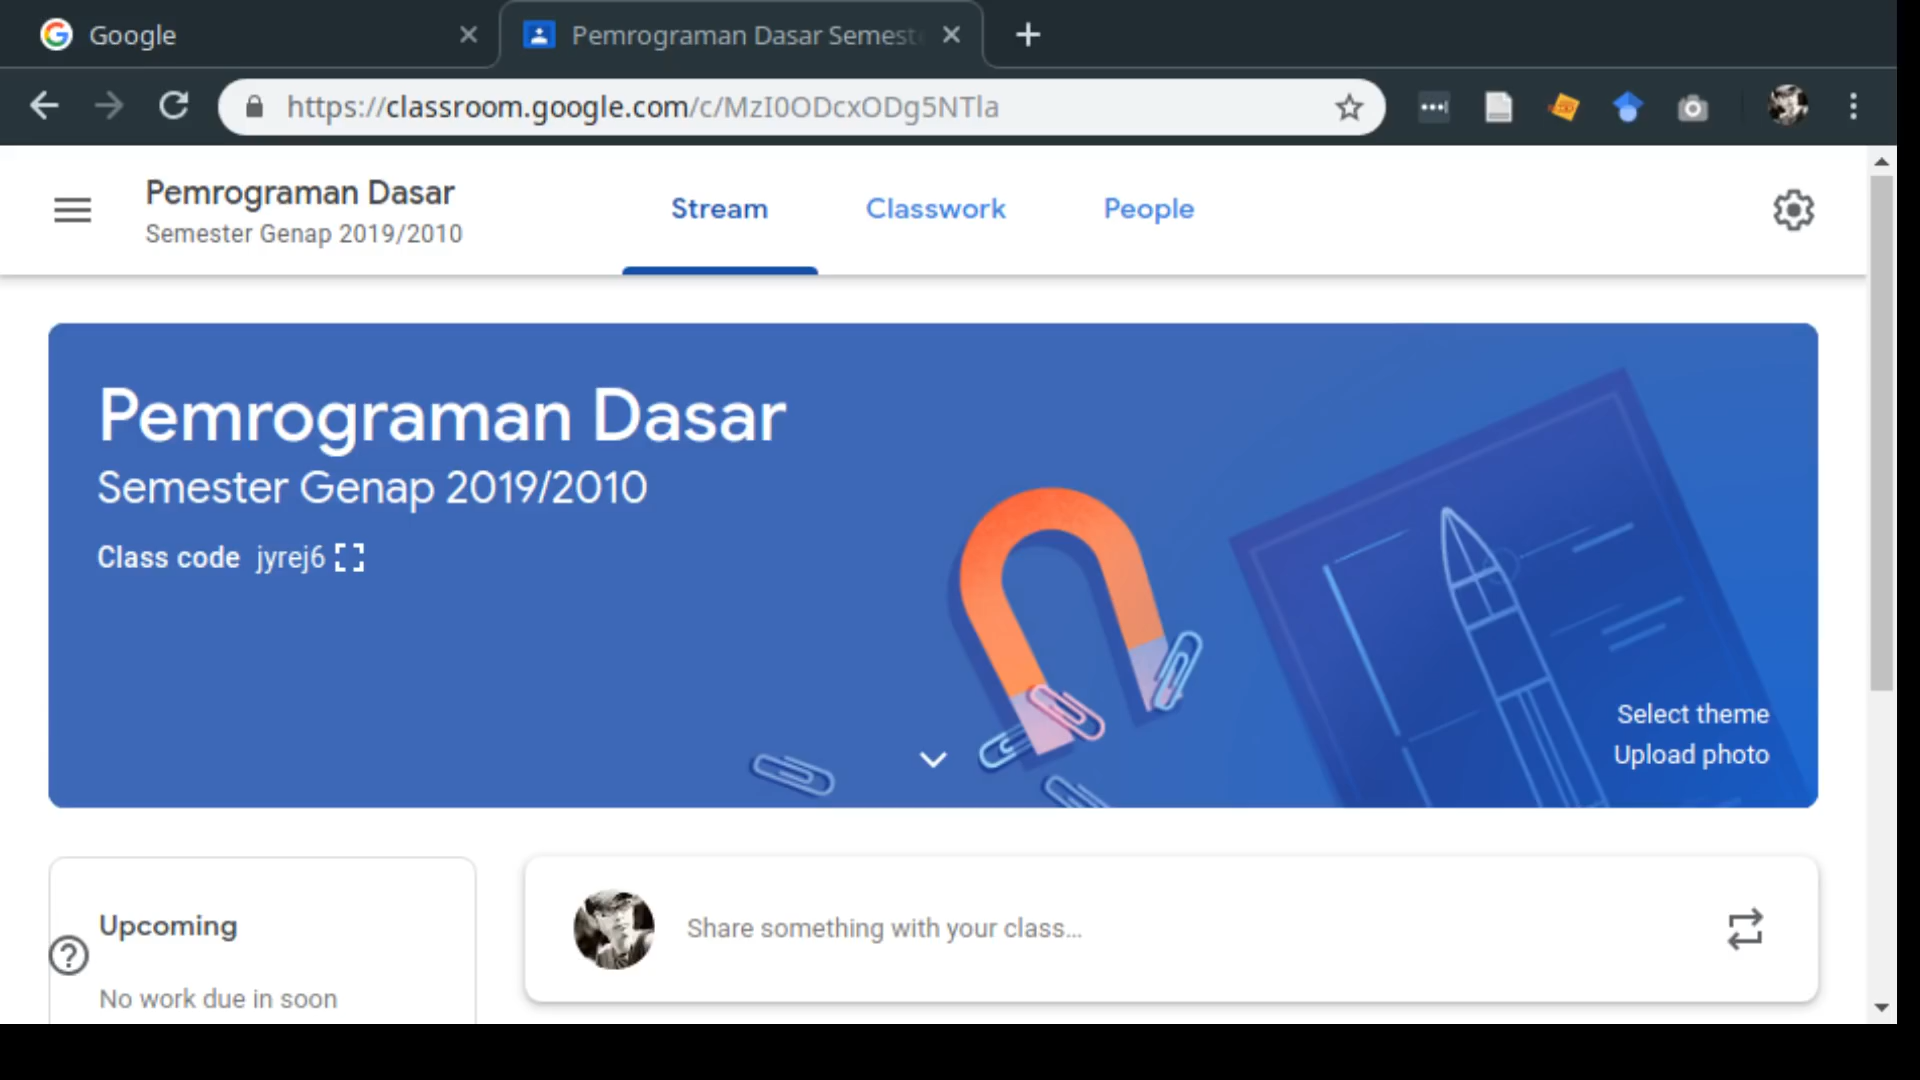 Google
Pemrograman Dasar Semest
https://classroom.google.com/c/MzI0ODcxODg5NTla
Pemrograman Dasar
Semester Genap 2019/2010
Stream
Classwork
People
Pemrograman Dasar
Semester Genap 2019/2010
Class code jyrej6
Select theme
Upload photo
Upcoming
No work due in soon
Share something with your class...